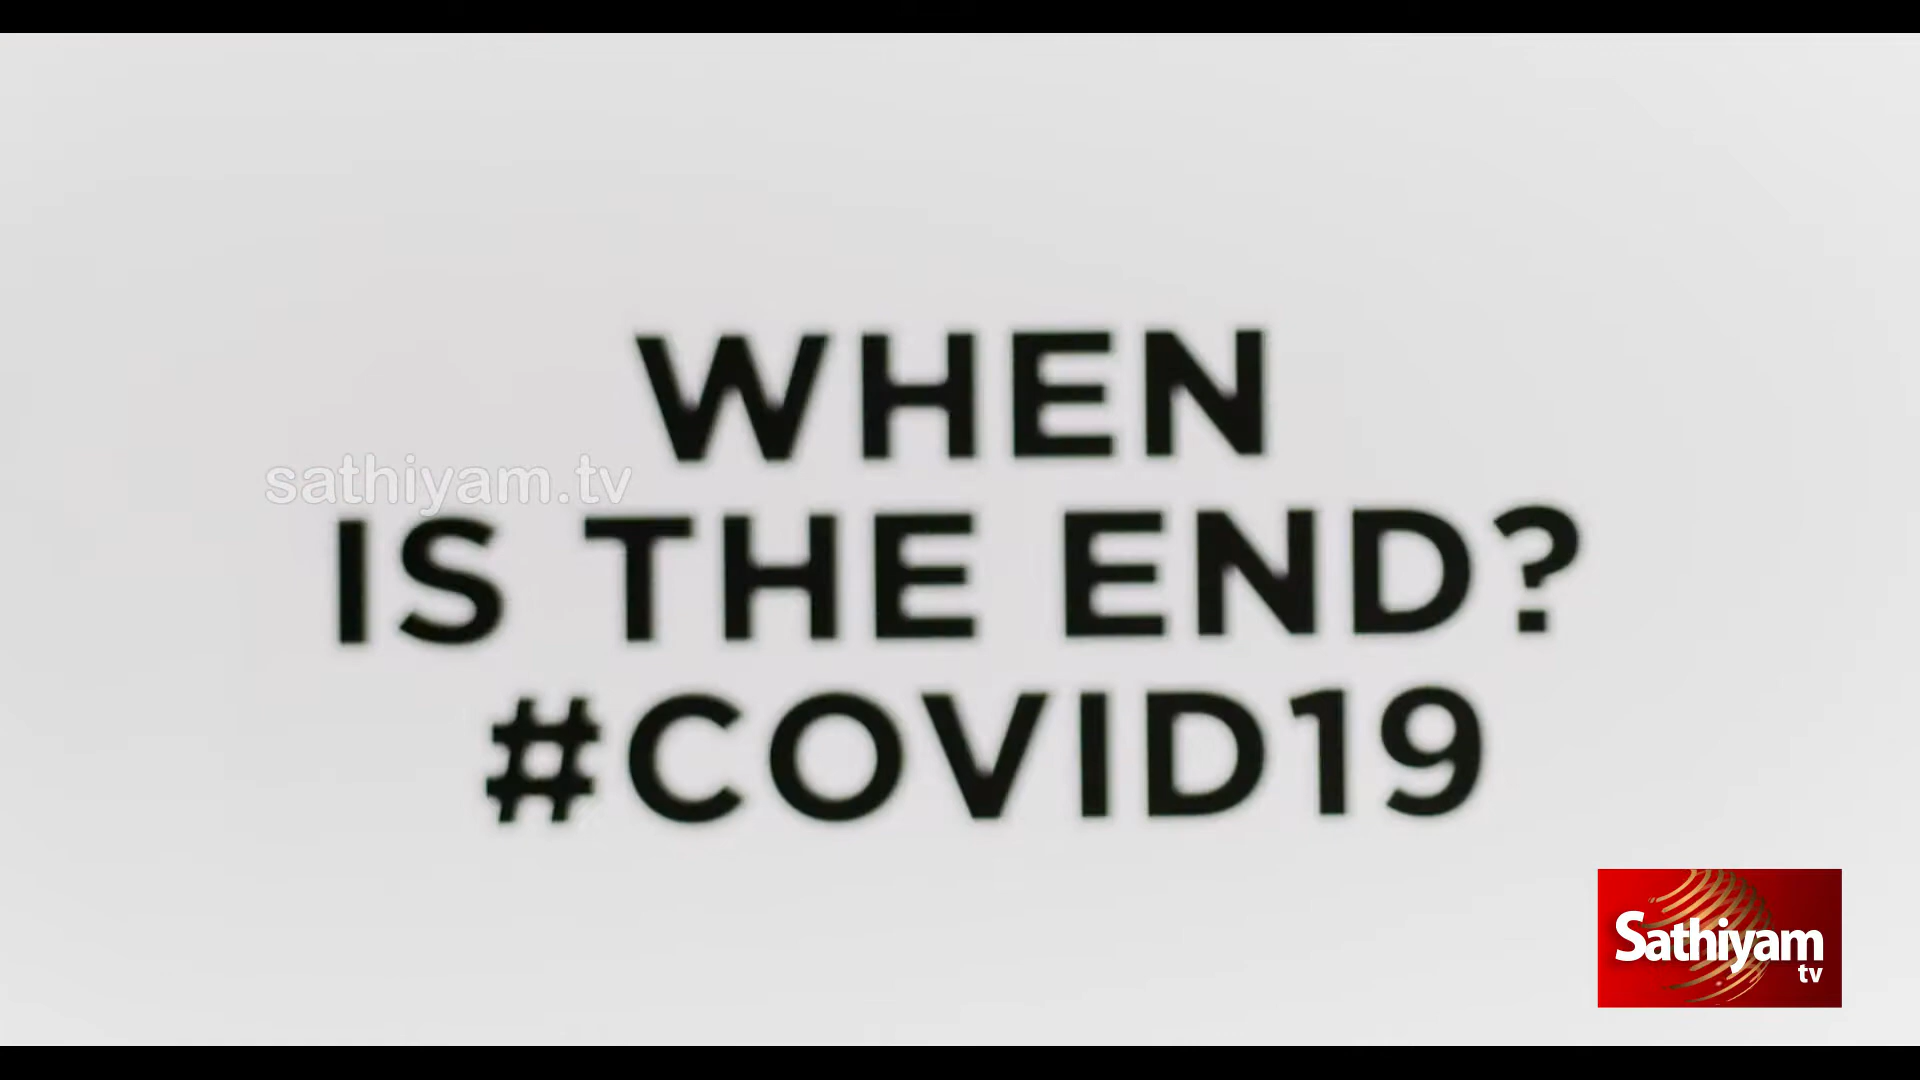 WHEN
sathiyam.tv
IS THE END?
#COVID19
Sathiyam
tv